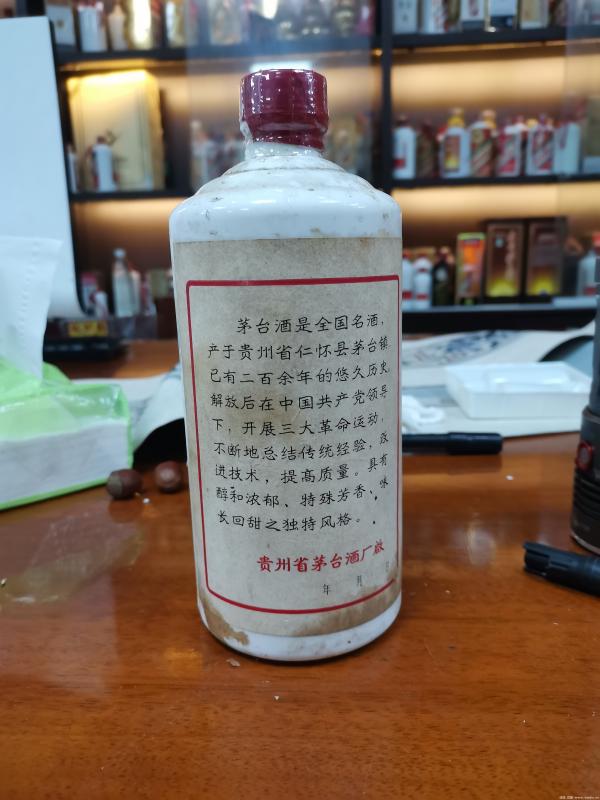 茅台酒是全国名酒，
产于贵州省仁怀县茅台镇
已有二百余年的悠久历史，
解放后在中国共产党领导
下，开展三大革命运动，
不断地总结传统经验，改
进技术，提高质量。具有
醇和浓郁、特殊芳香、味
长回甜之独特风格。
贵州省茅台酒厂啟
年 月 日